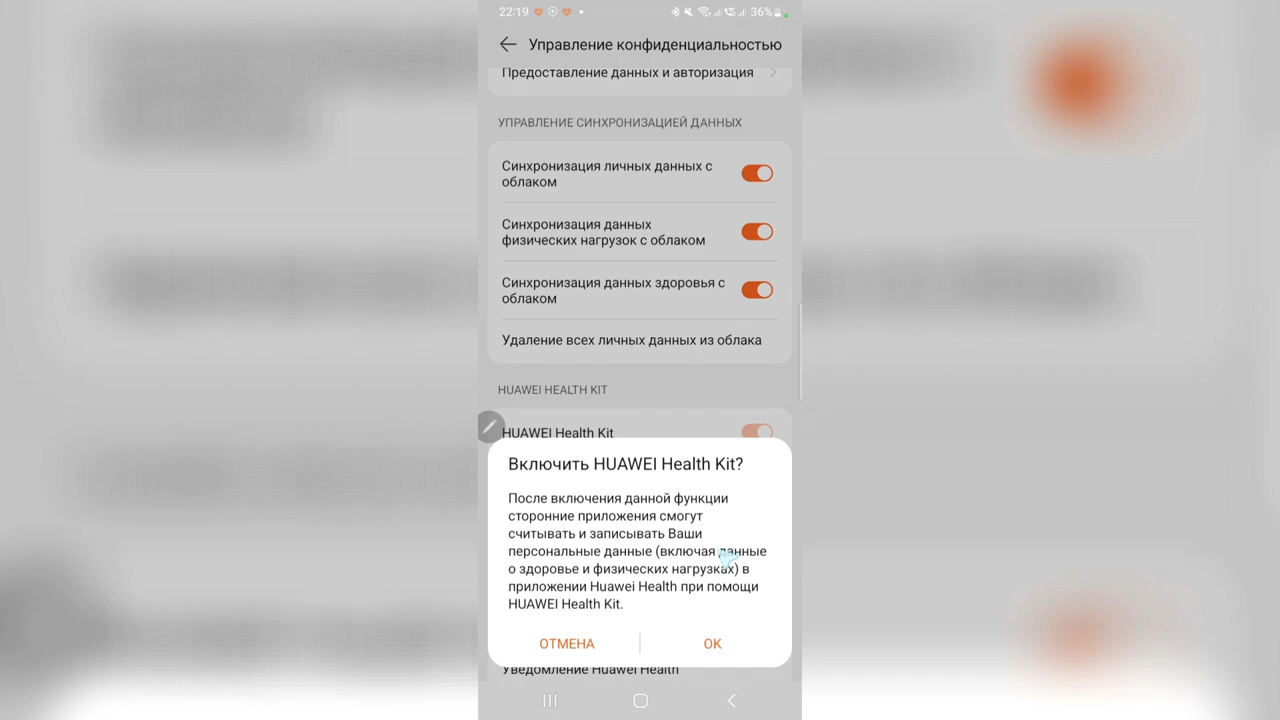 22:19
36%
Управление конфиденциальностью
Предоставление данных и авторизация
УПРАВЛЕНИЕ СИНХРОНИЗАЦИЕЙ ДАННЫХ
Синхронизация личных данных с
облаком
Синхронизация данных
физических нагрузок с облаком
Синхронизация данных здоровья с
облаком
Удаление всех личных данных из облака
HUAWEI HEALTH KIT
HUAWEI Health Kit
Включить HUAWEI Health Kit?
После включения данной функции
сторонние приложения смогут
считывать и записывать Ваши
персональные данные (включая данные
о здоровье и физических нагрузках) в
приложении Huawei Health при помощи
HUAWEI Health Kit.
ОТМЕНА
OK
Уведомление Huawei Health